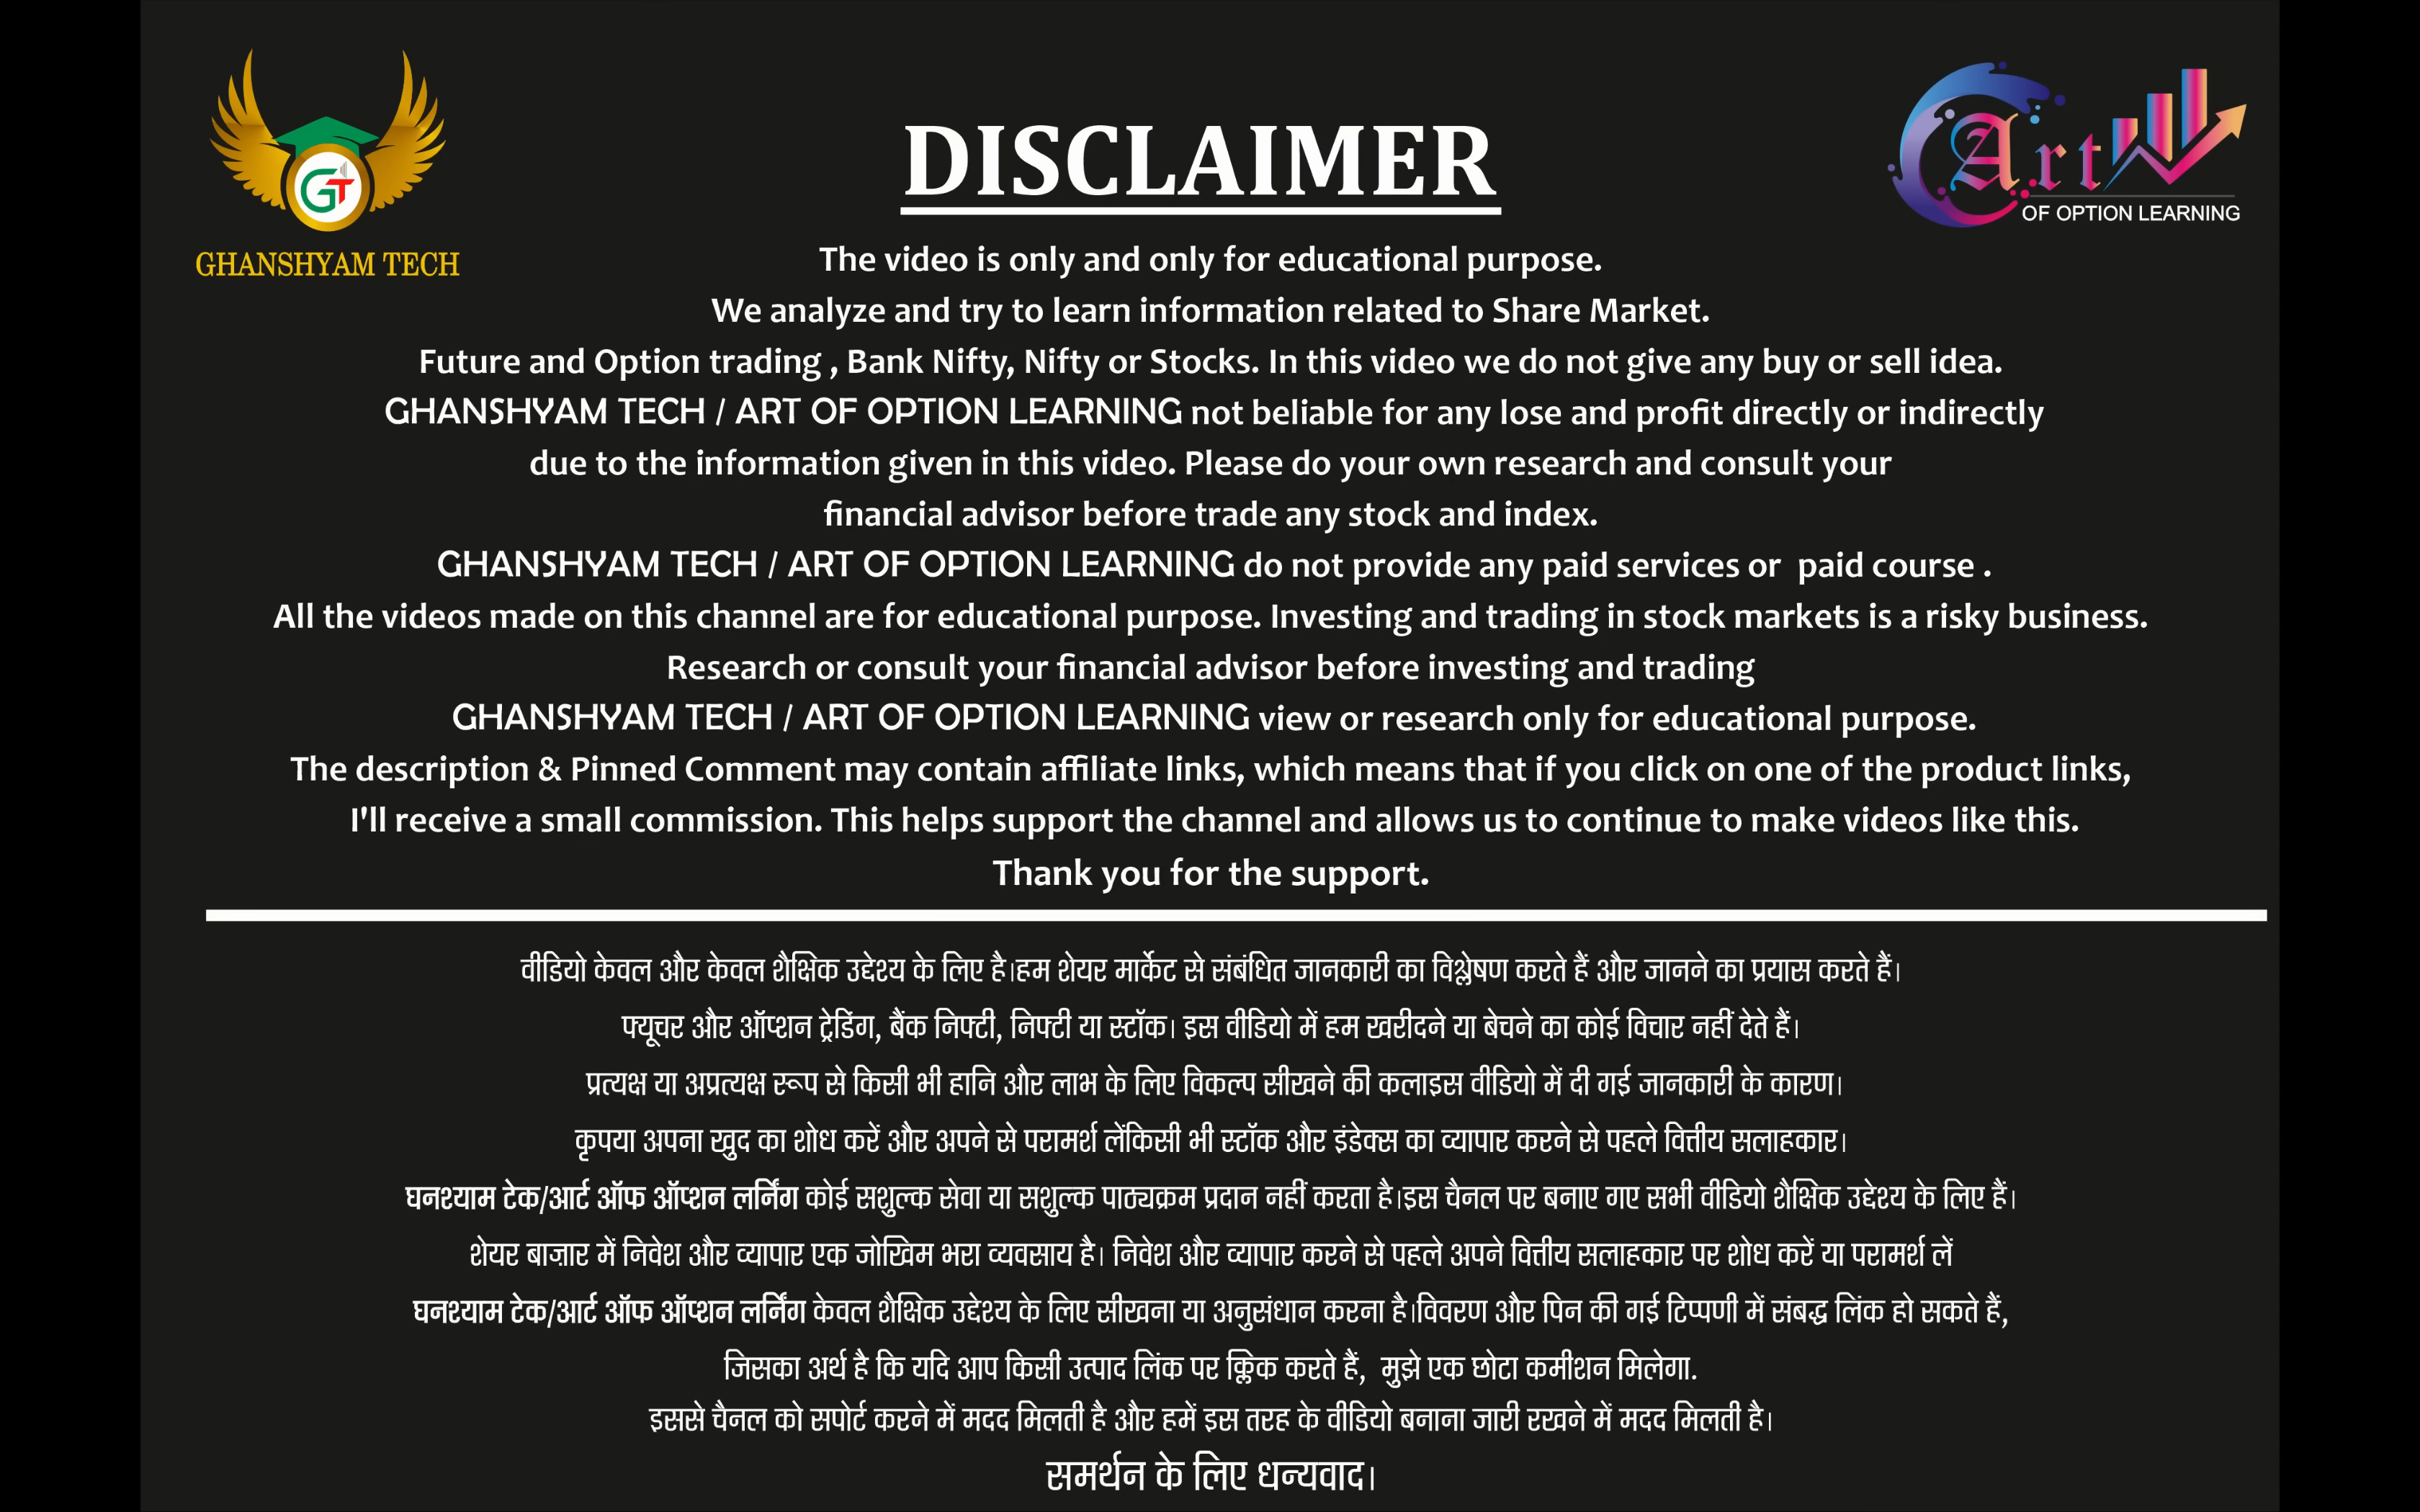 GT
GHANSHYAM TECH
DISCLAIMER
Art
OF OPTION LEARNING
The video is only and only for educational purpose.
We analyze and try to learn information related to Share Market.
Future and Option trading , Bank Nifty, Nifty or Stocks. In this video we do not give any buy or sell idea.
GHANSHYAM TECH / ART OF OPTION LEARNING not beliable for any lose and profit directly or indirectly
due to the information given in this video. Please do your own research and consult your
financial advisor before trade any stock and index.
GHANSHYAM TECH / ART OF OPTION LEARNING do not provide any paid services or paid course .
All the videos made on this channel are for educational purpose. Investing and trading in stock markets is a risky business.
Research or consult your financial advisor before investing and trading
GHANSHYAM TECH / ART OF OPTION LEARNING view or research only for educational purpose.
The description & Pinned Comment may contain affiliate links, which means that if you click on one of the product links,
I'll receive a small commission. This helps support the channel and allows us to continue to make videos like this.
Thank you for the support.
वीडियो केवल और केवल शैक्षिक उद्देश्य के लिए है।हम शेयर मार्केट से संबंधित जानकारी का विश्लेषण करते हैं और जानने का प्रयास करते हैं।
फ्यूचर और ऑप्शन ट्रेडिंग, बैंक निफ्टी, निफ्टी या स्टॉक। इस वीडियो में हम खरीदने या बेचने का कोई विचार नहीं देते हैं।
प्रत्यक्ष या अप्रत्यक्ष रूप से किसी भी हानि और लाभ के लिए विकल्प सीखने की कलाइस वीडियो में दी गई जानकारी के कारण।
कृपया अपना खुद का शोध करें और अपने से परामर्श लेंकिसी भी स्टॉक और इंडेक्स का व्यापार करने से पहले वित्तीय सलाहकार।
घनश्याम टेक/आर्ट ऑफ ऑप्शन लर्निंग कोई सशुल्क सेवा या सशुल्क पाठ्यक्रम प्रदान नहीं करता है।इस चैनल पर बनाए गए सभी वीडियो शैक्षिक उद्देश्य के लिए हैं।
शेयर बाज़ार में निवेश और व्यापार एक जोखिम भरा व्यवसाय है। निवेश और व्यापार करने से पहले अपने वित्तीय सलाहकार पर शोध करें या परामर्श लें
घनश्याम टेक/आर्ट ऑफ ऑप्शन लर्निंग केवल शैक्षिक उद्देश्य के लिए सीखना या अनुसंधान करना है।विवरण और पिन की गई टिप्पणी में संबद्ध लिंक हो सकते हैं,
जिसका अर्थ है कि यदि आप किसी उत्पाद लिंक पर क्लिक करते हैं, मुझे एक छोटा कमीशन मिलेगा.
इससे चैनल को सपोर्ट करने में मदद मिलती है और हमें इस तरह के वीडियो बनाना जारी रखने में मदद मिलती है।
समर्थन के लिए धन्यवाद।